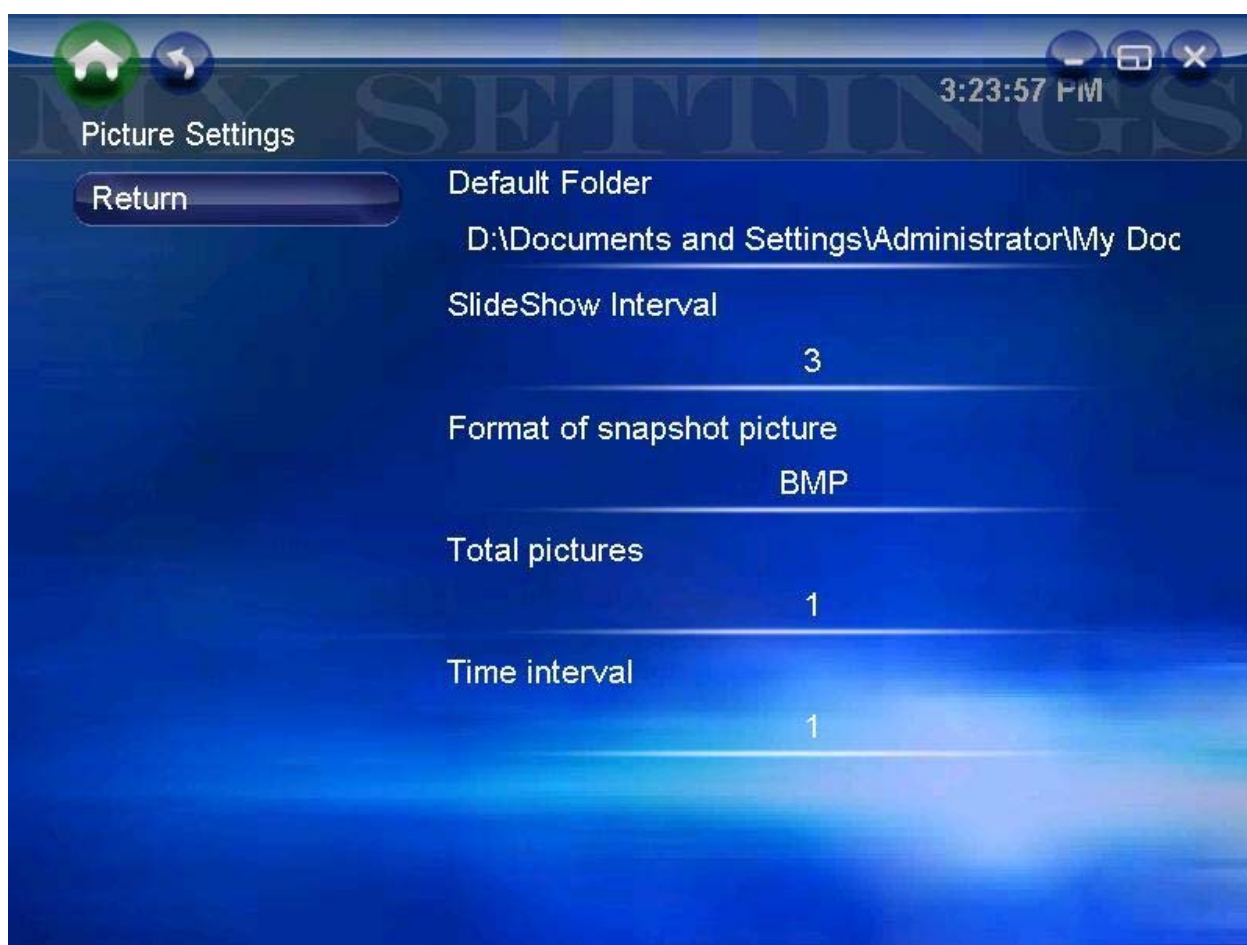 MY SETTINGS
3:23:57 PM
Picture Settings
Return
Default Folder
D:\Documents and Settings\Administrator\My Doc
SlideShow Interval
3
Format of snapshot picture
BMP
Total pictures
1
Time interval
1